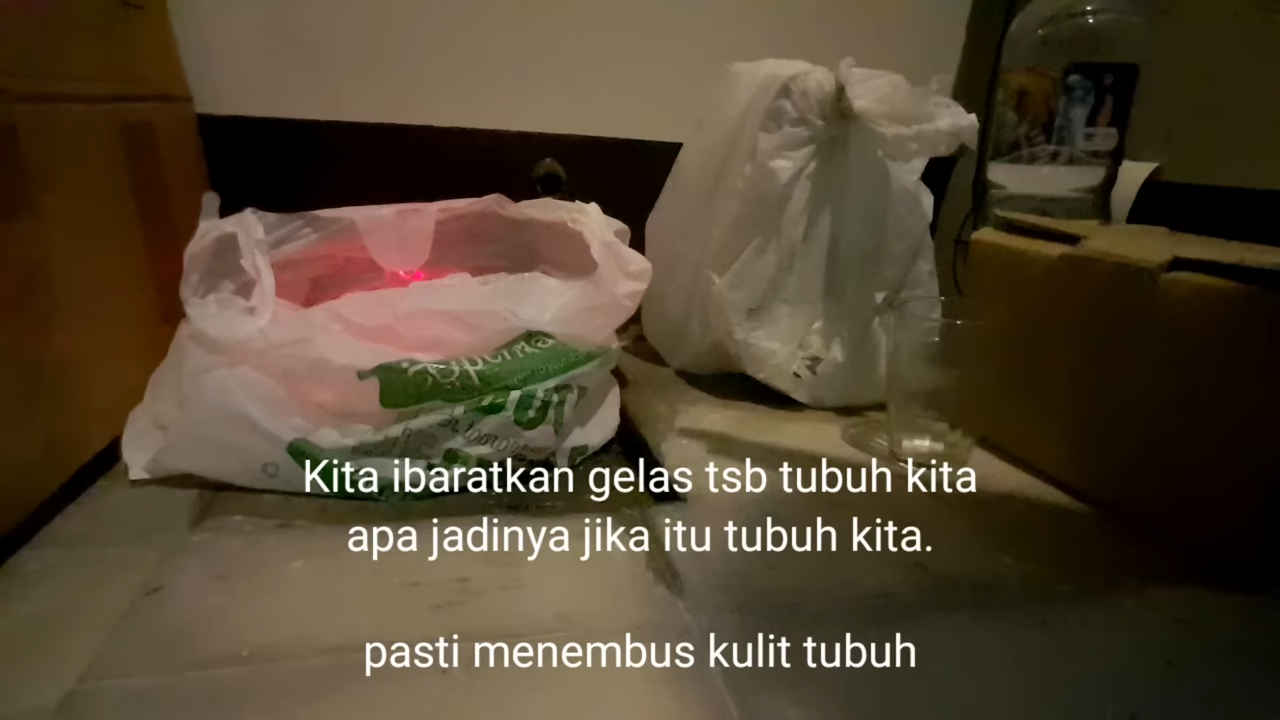 Kita ibaratkan gelas tsb tubuh kita
apa jadinya jika itu tubuh kita.
pasti menembus kulit tubuh